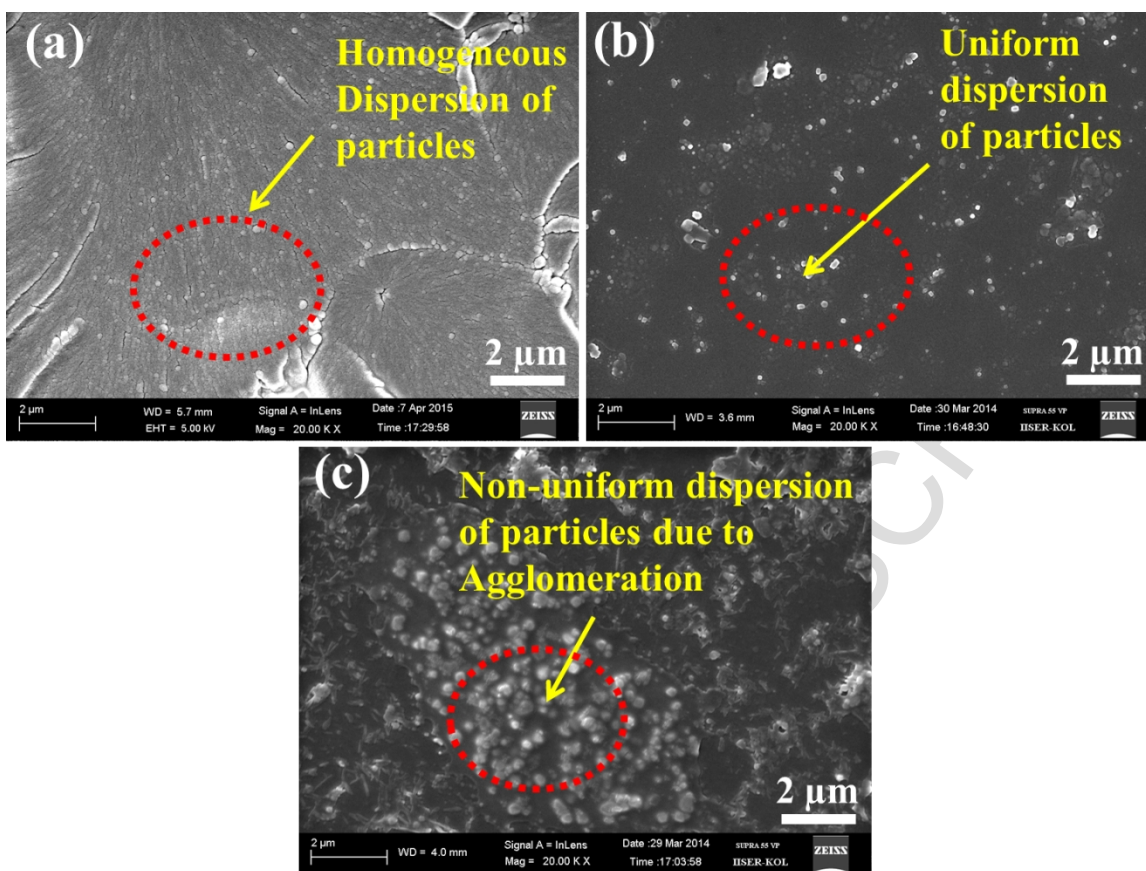 (a)
Homogeneous
Dispersion of
particles
2 µm
2 µm
WD = 5.7 mm
EHT = 5.00 kV
Signal A = InLens
Mag = 20.00 K X
Date :7 Apr 2015
Time :17:29:58
ZEISS
(b)
Uniform
dispersion
of particles
2 µm
2 µm
WD = 3.6 mm
Signal A = InLens
Mag = 20.00 K X
Date :30 Mar 2014
Time :16:48:30
SUPRA 55 VP
IISER-KOL
ZEISS
(c)
Non-uniform dispersion
of particles due to
Agglomeration
2 µm
2 µm
WD = 4.0 mm
Signal A = InLens
Mag = 20.00 K X
Date :29 Mar 2014
Time :17:03:58
SUPRA 55 VP
IISER-KOL
ZEISS